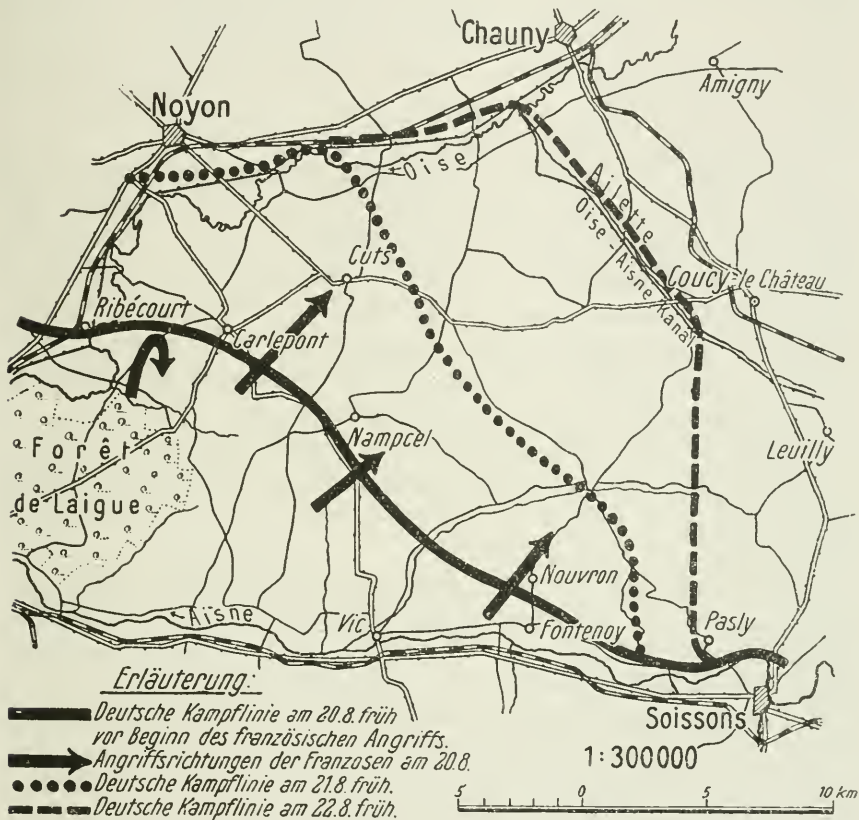 Chauny
Amigny
Noyon
Oise
Ailette
Oise-Aisne Kanal
Cuts
Coucy-le Château
Ribécourt
Carlepont
Nampcel
Leuilly
Forêt
de Laigue
Nouvron
Aisne
Vic
Fontenoy
Pasly
Soissons
Erläuterung:
Deutsche Kampflinie am 20.8. früh
vor Beginn des französischen Angriffs.
Angriffsrichtungen der Franzosen am 20.8.
Deutsche Kampflinie am 21.8. früh.
Deutsche Kampflinie am 22.8. früh.
1:300000
5 0 5 10 km